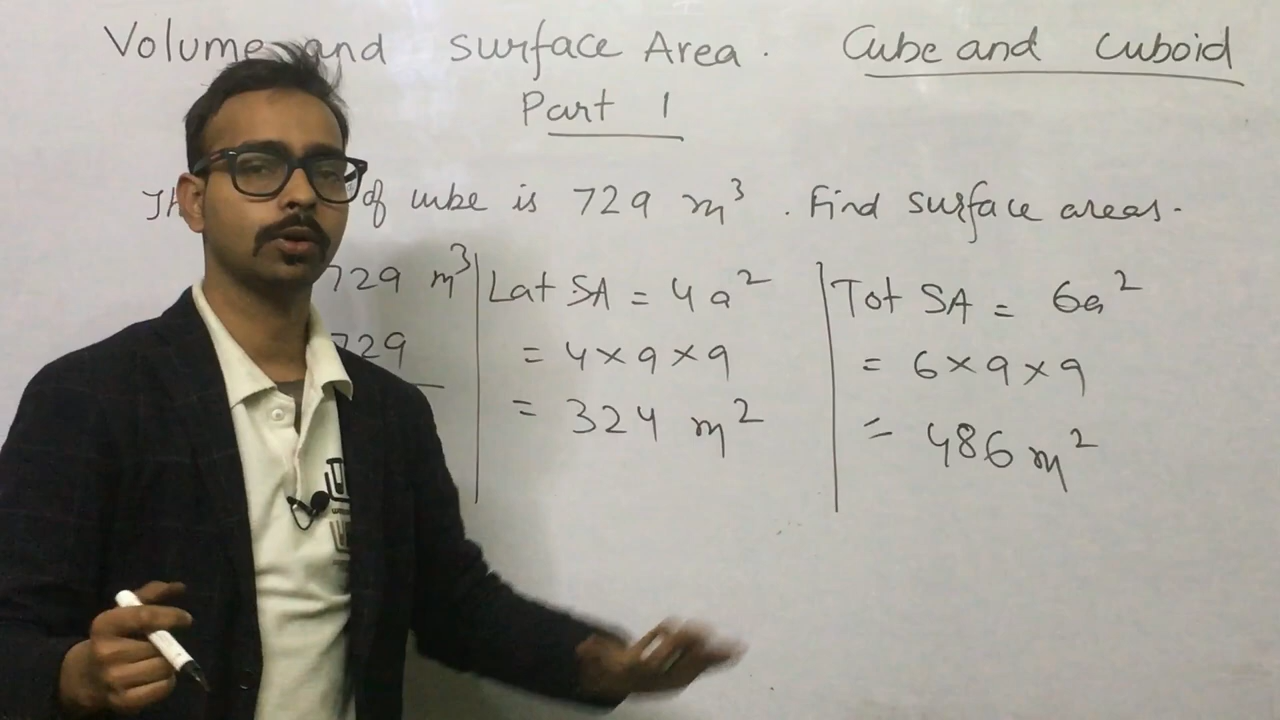 Volume and Surface Area. Cube and Cuboid
Part 1
of cube is 729 m³. Find surface areas.
729 m³
729
Lat SA = 4a²
= 4×9×9
= 324 m²
Tot SA = 6a²
= 6×9×9
= 486 m²